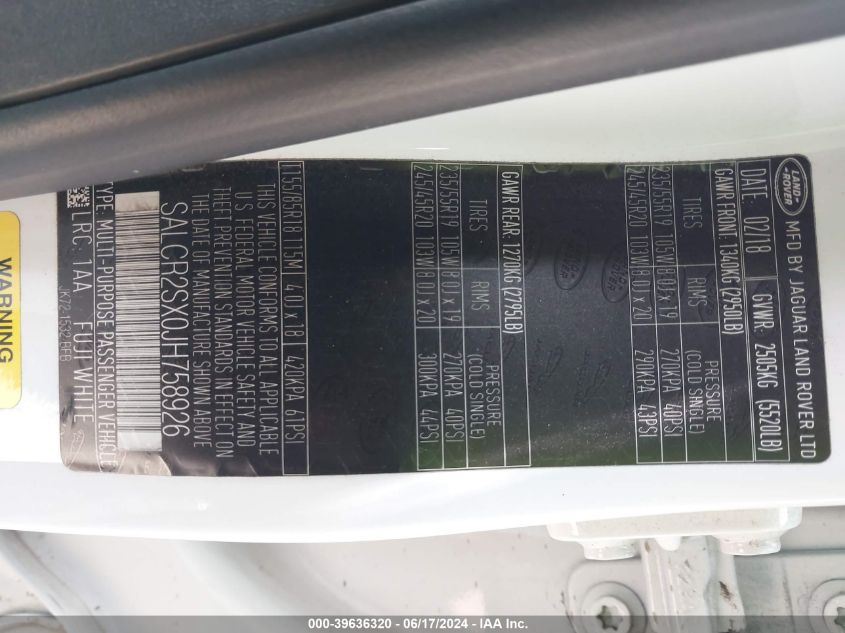 LAND-
ROVER
MFD BY JAGUAR LAND ROVER LTD
DATE: 02/18 GVWR. 2505KG (5520LB)
GAWR FRONT: 1340KG (2950LB)
TIRES RIMS PRESSURE
(COLD SINGLE)
235/55R19 105W 8.0J x 19 270KPA 40PSI
245/45R20 103W 8.0J x 20 290KPA 43PSI
GAWR REAR: 1270KG (2795LB)
TIRES RIMS PRESSURE
(COLD SINGLE)
235/55R19 105W 8.0J x 19 270KPA 40PSI
245/45R20 103W 8.0J x 20 300KPA 44PSI
T155/85R18 115M 4.0J x 18 420KPA 61PSI
THIS VEHICLE CONFORMS TO ALL APPLICABLE
U.S. FEDERAL MOTOR VEHICLE SAFETY AND
THEFT PREVENTION STANDARDS IN EFFECT ON
THE DATE OF MANUFACTURE SHOWN ABOVE
SALCR2SX0JH758926
TYPE: MULTI-PURPOSE PASSENGER VEHICLE
LRC: 1AA FUJI WHITE
WARNING
000-39636320 - 06/17/2024 - IAA Inc.